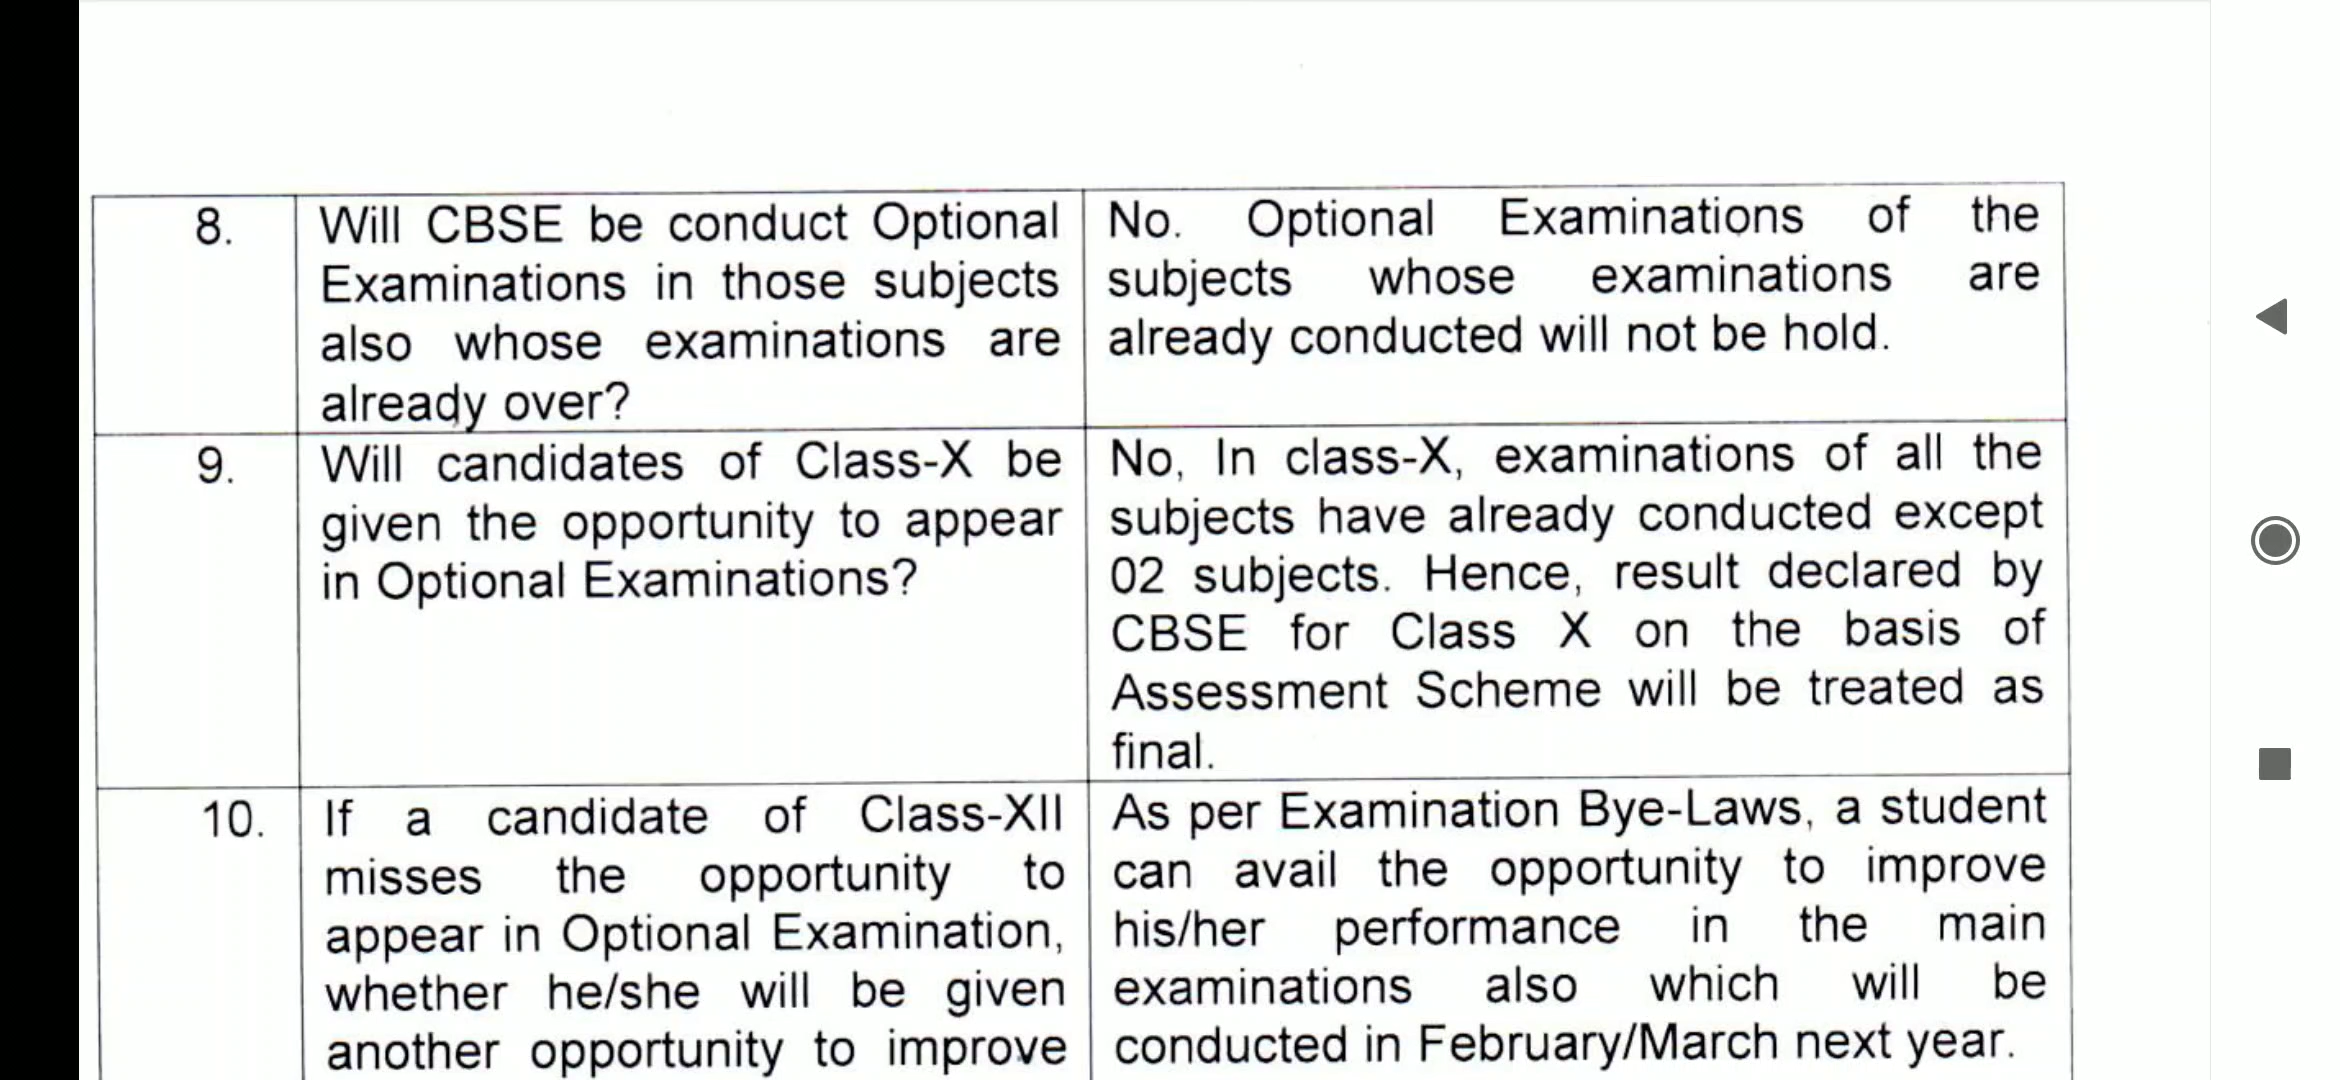 8.
Will CBSE be conduct Optional
Examinations in those subjects
also whose examinations are
already over?
No. Optional Examinations of the
subjects whose examinations are
already conducted will not be hold.
9.
Will candidates of Class-X be
given the opportunity to appear
in Optional Examinations?
No, In class-X, examinations of all the
subjects have already conducted except
02 subjects. Hence, result declared by
CBSE for Class X on the basis of
Assessment Scheme will be treated as
final.
10.
If a candidate of Class-XII
misses the opportunity to
appear in Optional Examination,
whether he/she will be given
another opportunity to improve
As per Examination Bye-Laws, a student
can avail the opportunity to improve
his/her performance in the main
examinations also which will be
conducted in February/March next year.